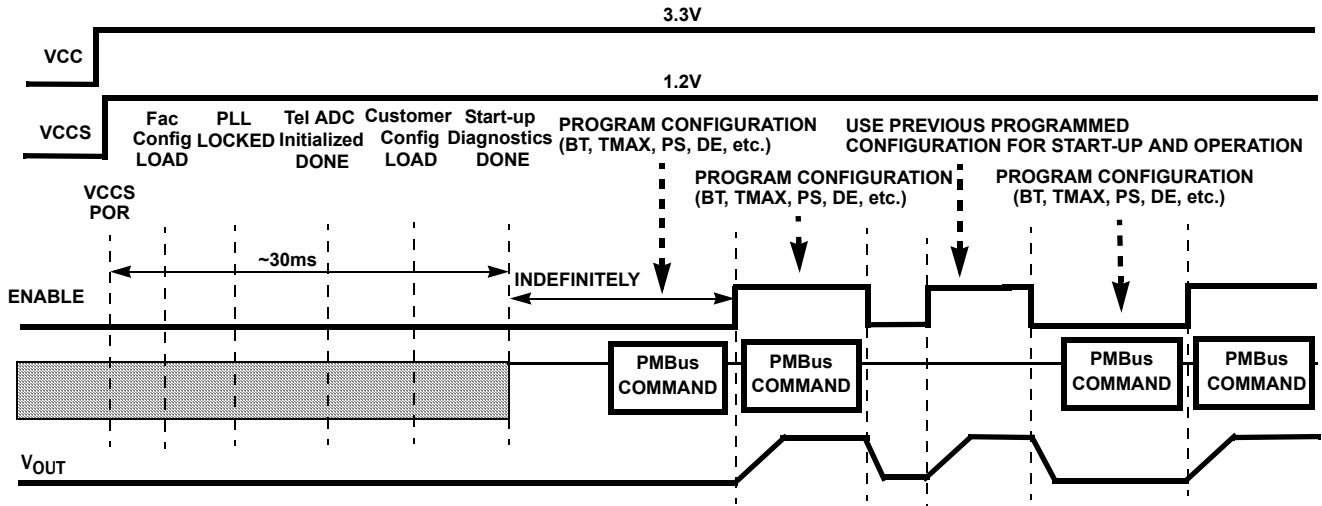 3.3V
VCC
1.2V
VCCS
Fac
Config
LOAD
PLL
LOCKED
Tel ADC
Initialized
DONE
Customer
Config
LOAD
Start-up
Diagnostics
DONE
PROGRAM CONFIGURATION
(BT, TMAX, PS, DE, etc.)
USE PREVIOUS PROGRAMMED
CONFIGURATION FOR START-UP AND OPERATION
PROGRAM CONFIGURATION
(BT, TMAX, PS, DE, etc.)
PROGRAM CONFIGURATION
(BT, TMAX, PS, DE, etc.)
VCCS
POR
~30ms
INDEFINITELY
ENABLE
PMBus
COMMAND
PMBus
COMMAND
PMBus
COMMAND
PMBus
COMMAND
VOUT